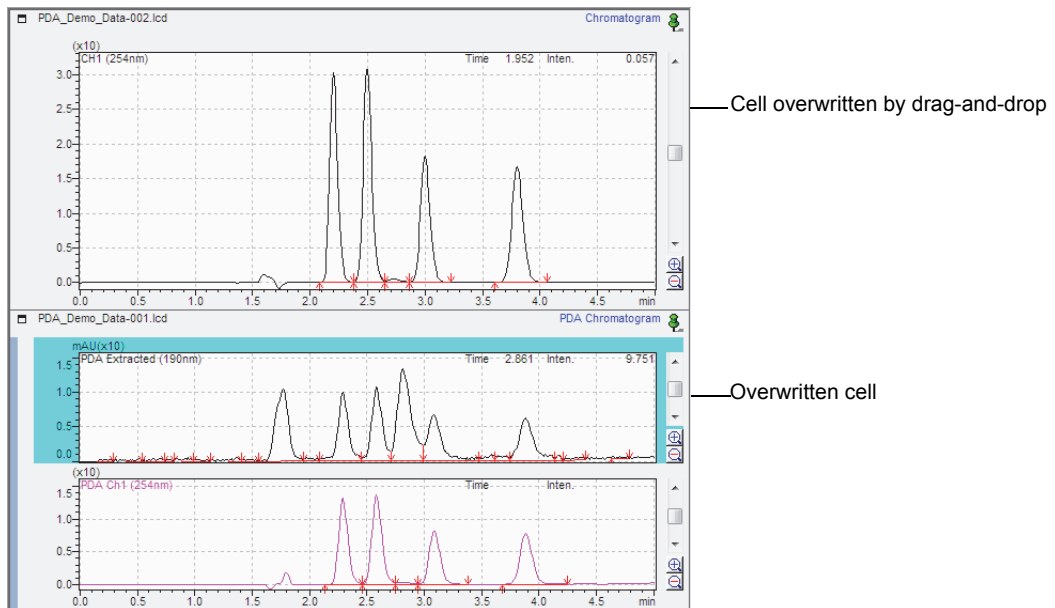 PDA_Demo_Data-002.lcd Chromatogram
(x10)
CH1 (254nm) Time 1.952 Inten. 0.057
3.0
2.5
2.0
1.5
1.0
0.5
0.0
0.0 0.5 1.0 1.5 2.0 2.5 3.0 3.5 4.0 4.5 min
Cell overwritten by drag-and-drop
PDA_Demo_Data-001.lcd PDA Chromatogram
mAU(x10)
PDA Extracted (190nm) Time 2.861 Inten. 9.751
1.5
1.0
0.5
0.0
Overwritten cell
(x10)
PDA Ch1 (254nm) Time Inten.
1.5
1.0
0.5
0.0
0.0 0.5 1.0 1.5 2.0 2.5 3.0 3.5 4.0 4.5 min